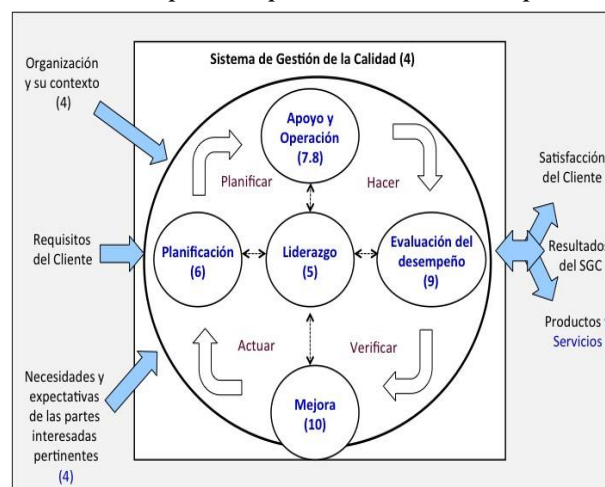 Sistema de Gestión de la Calidad (4)
Organización
y su contexto
(4)
Requisitos
del Cliente
Necesidades y
expectativas
de las partes
interesadas
pertinentes
(4)
Apoyo y
Operación
(7.8)
Planificar
Hacer
Planificación
(6)
Liderazgo
(5)
Evaluación del
desempeño
(9)
Actuar
Verificar
Mejora
(10)
Satisfacción
del Cliente
Resultados
del SGC
Productos
Servicios